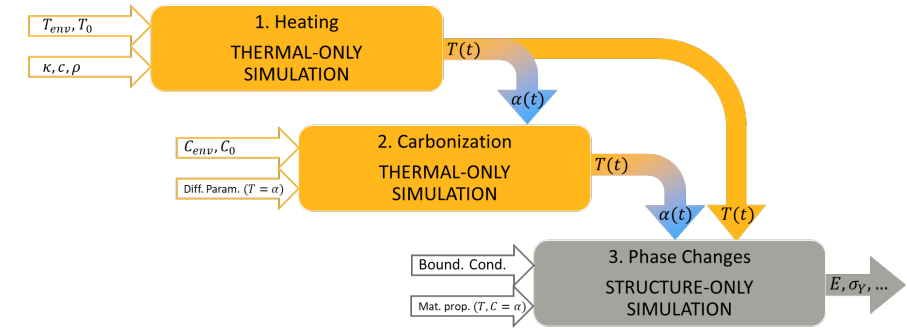 T_env, T_0
κ, c, ρ
1. Heating
THERMAL-ONLY
SIMULATION
T(t)
α(t)
C_env, C_0
Diff. Param. (T = α)
2. Carbonization
THERMAL-ONLY
SIMULATION
T(t)
α(t)
T(t)
Bound. Cond.
Mat. prop. (T, C = α)
3. Phase Changes
STRUCTURE-ONLY
SIMULATION
E, σ_Y, ...